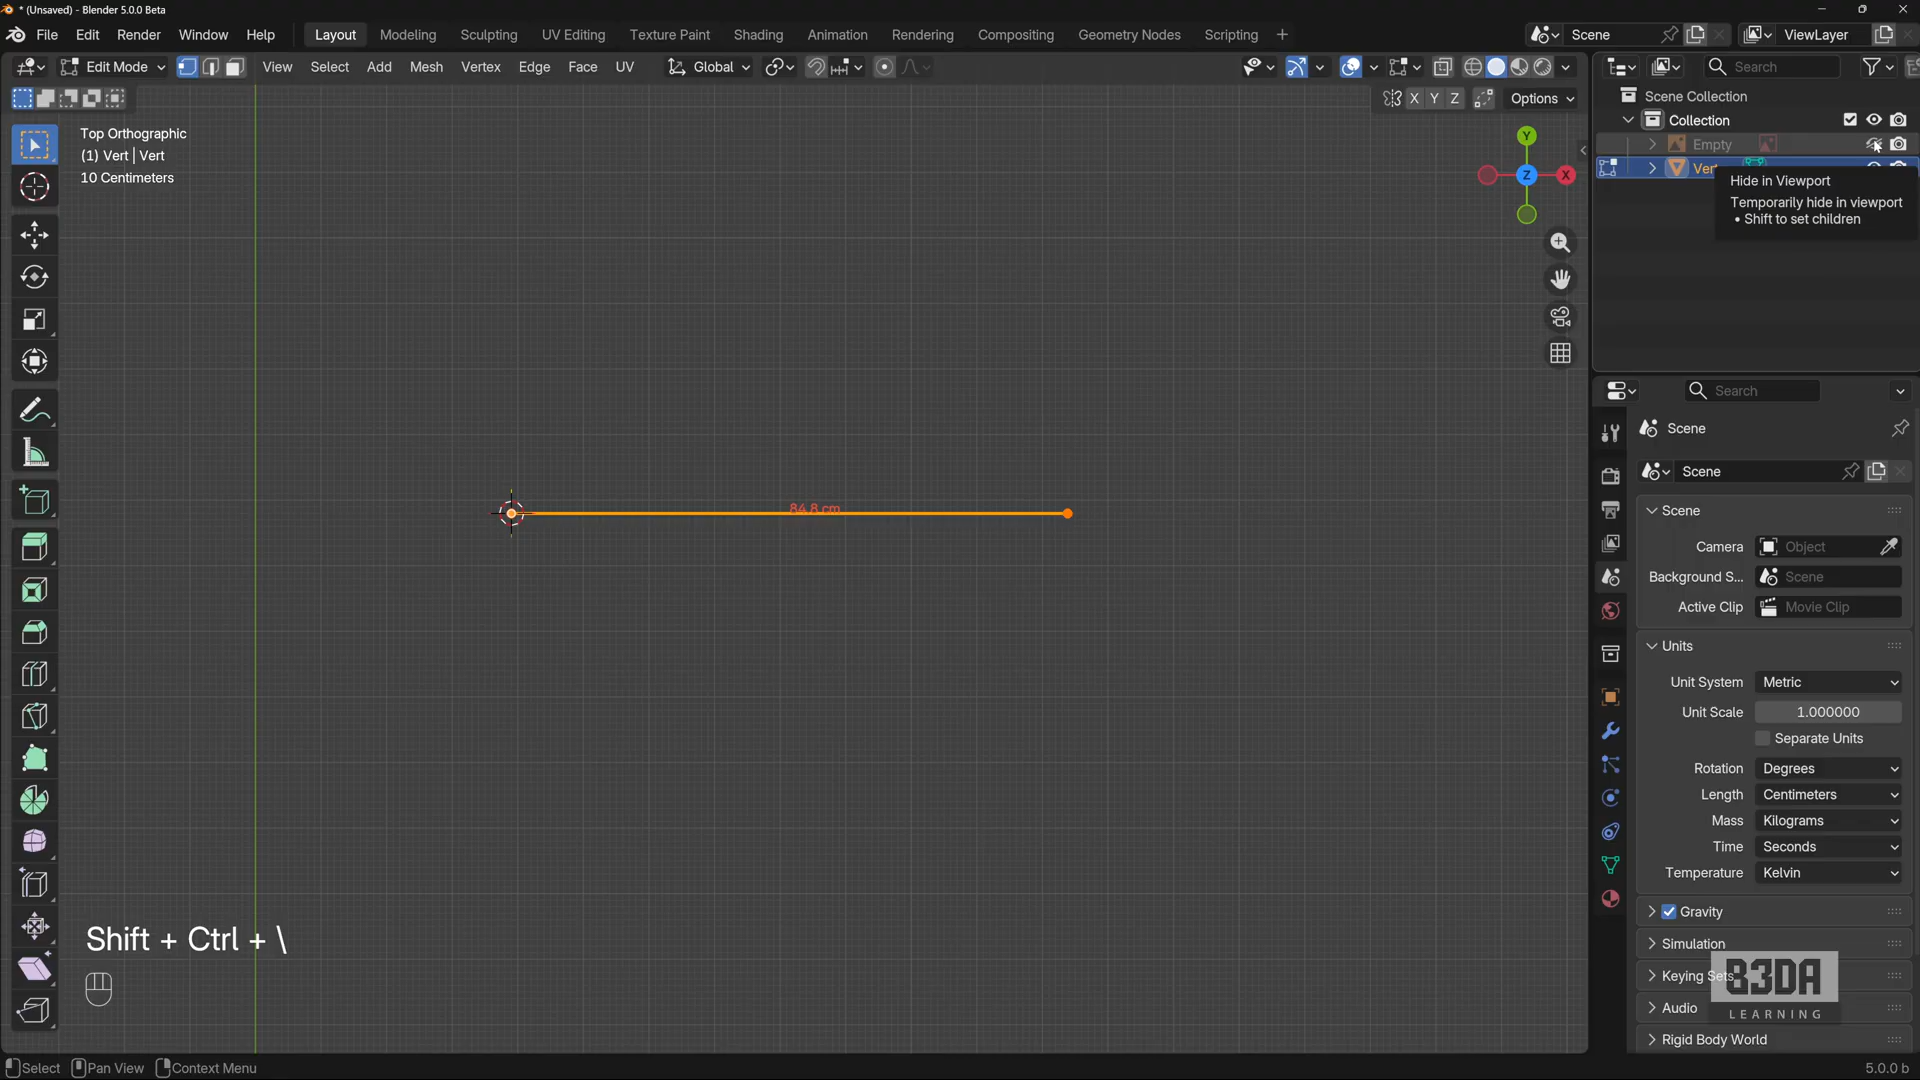 * (Unsaved) - Blender 5.0.0 Beta
File Edit Render Window Help Layout Modeling Sculpting UV Editing Texture Paint Shading Animation Rendering Compositing Geometry Nodes Scripting + Scene ViewLayer
Edit Mode View Select Add Mesh Vertex Edge Face UV Global Search
X Y Z Options
Scene Collection
Collection
Empty
Hide in Viewport
Temporarily hide in viewport
• Shift to set children
Top Orthographic
(1) Vert | Vert
10 Centimeters
Y
Z X
84.8 cm
Search
Scene
Scene
Scene
Camera Object
Background S... Scene
Active Clip Movie Clip
Units
Unit System Metric
Unit Scale 1.000000
Separate Units
Rotation Degrees
Length Centimeters
Mass Kilograms
Time Seconds
Temperature Kelvin
Gravity
Simulation
Keying Sets
Audio
Rigid Body World
B3DA
LEARNING
Shift + Ctrl + \
Select Pan View Context Menu 5.0.0 b